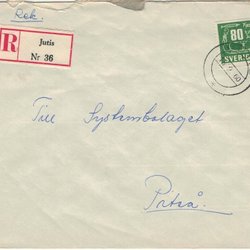 Rek.
R
Jutis
Nr 36
80
SVERIGE
Till Systembolaget
Piteå